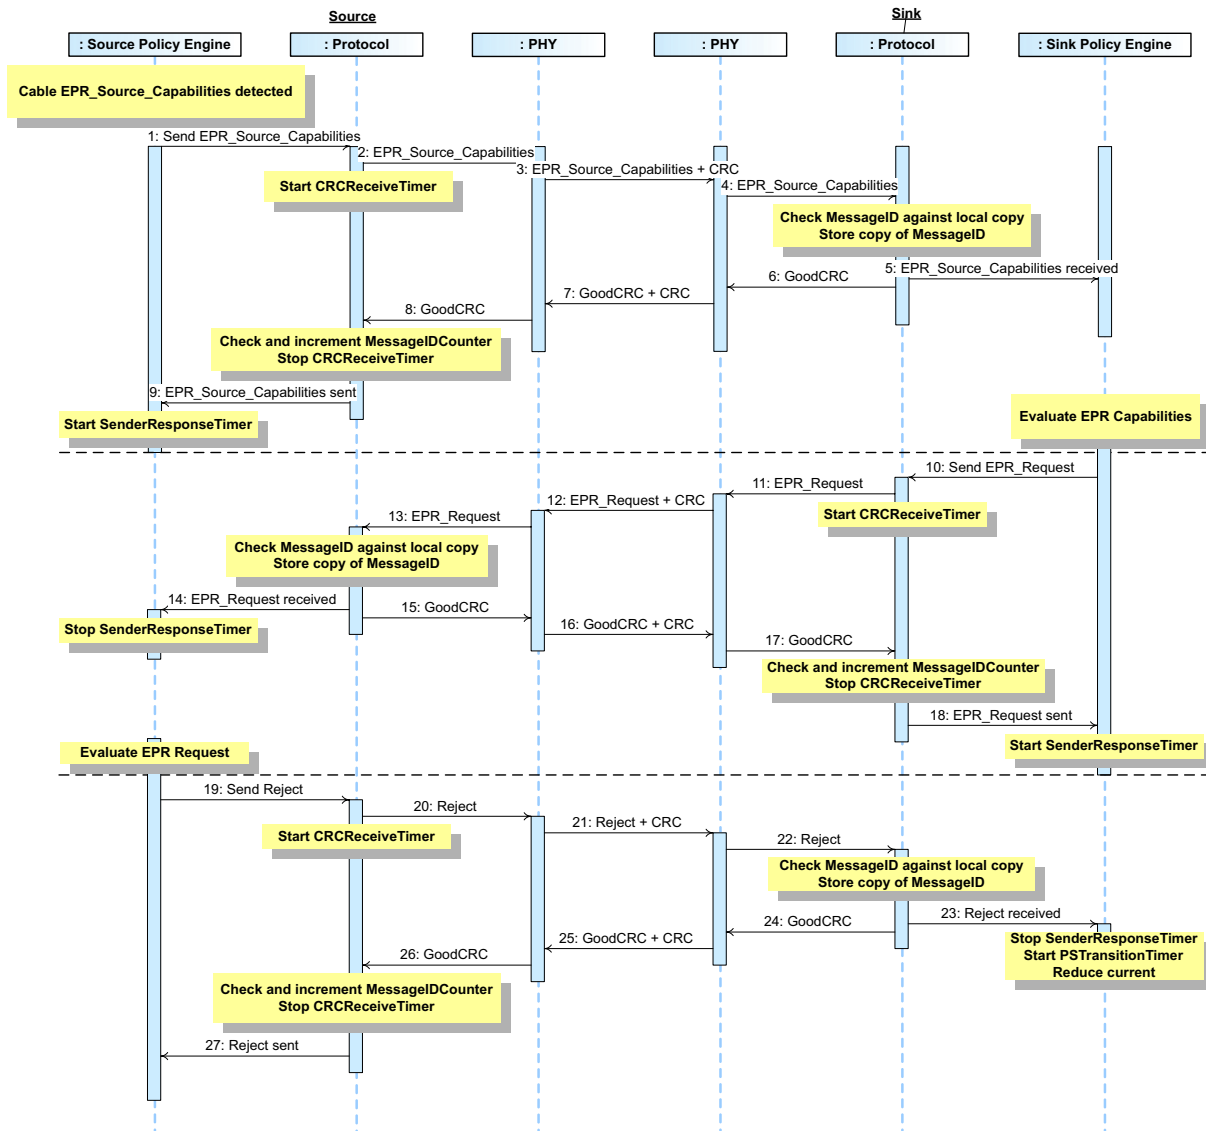 Source
Sink
: Source Policy Engine
: Protocol
: PHY
: PHY
: Protocol
: Sink Policy Engine
Cable EPR_Source_Capabilities detected
1: Send EPR_Source_Capabilities
2: EPR_Source_Capabilities
3: EPR_Source_Capabilities + CRC
Start CRCReceiveTimer
4: EPR_Source_Capabilities
Check MessageID against local copy
Store copy of MessageID
5: EPR_Source_Capabilities received
6: GoodCRC
7: GoodCRC + CRC
8: GoodCRC
Check and increment MessageIDCounter
Stop CRCReceiveTimer
9: EPR_Source_Capabilities sent
Start SenderResponseTimer
Evaluate EPR Capabilities
10: Send EPR_Request
11: EPR_Request
12: EPR_Request + CRC
Start CRCReceiveTimer
13: EPR_Request
Check MessageID against local copy
Store copy of MessageID
14: EPR_Request received
15: GoodCRC
Stop SenderResponseTimer
16: GoodCRC + CRC
17: GoodCRC
Check and increment MessageIDCounter
Stop CRCReceiveTimer
18: EPR_Request sent
Start SenderResponseTimer
Evaluate EPR Request
19: Send Reject
20: Reject
Start CRCReceiveTimer
21: Reject + CRC
22: Reject
Check MessageID against local copy
Store copy of MessageID
23: Reject received
24: GoodCRC
Stop SenderResponseTimer
Start PSTransitionTimer
Reduce current
25: GoodCRC + CRC
26: GoodCRC
Check and increment MessageIDCounter
Stop CRCReceiveTimer
27: Reject sent